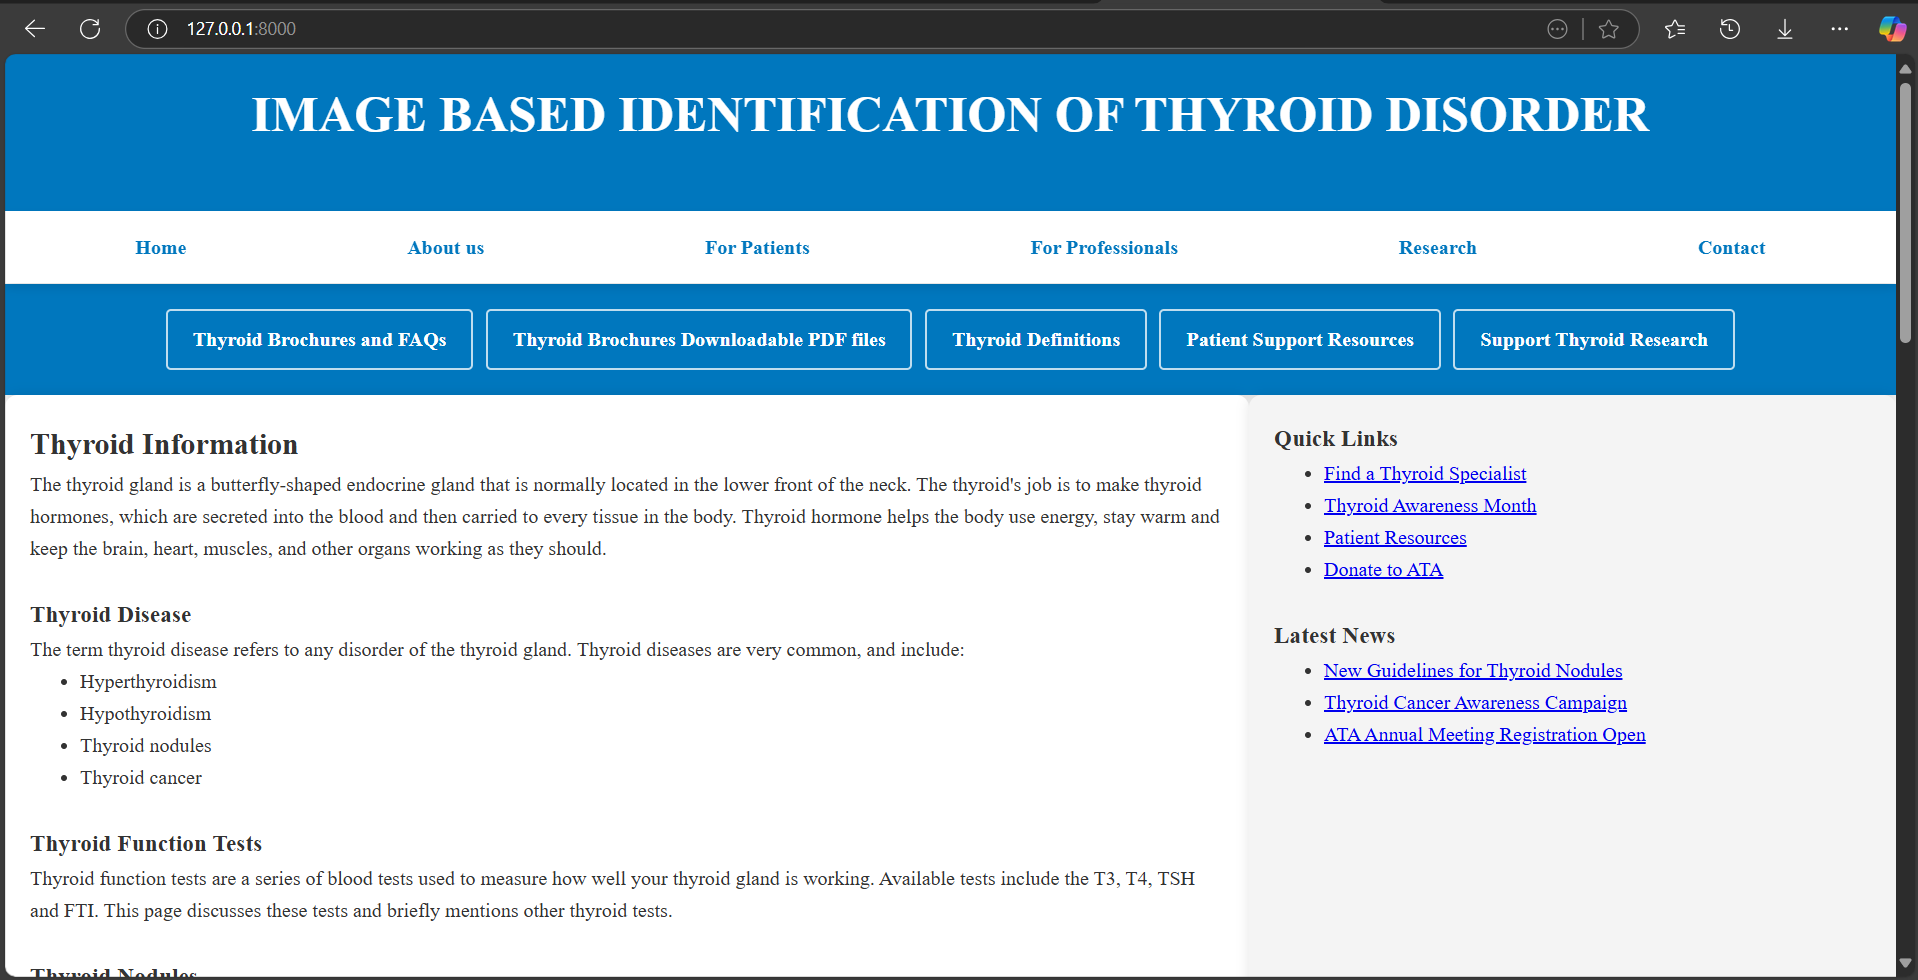 127.0.0.1:8000
IMAGE BASED IDENTIFICATION OF THYROID DISORDER
Home About us For Patients For Professionals Research Contact
Thyroid Brochures and FAQs Thyroid Brochures Downloadable PDF files Thyroid Definitions Patient Support Resources Support Thyroid Research
Thyroid Information
The thyroid gland is a butterfly-shaped endocrine gland that is normally located in the lower front of the neck. The thyroid's job is to make thyroid
hormones, which are secreted into the blood and then carried to every tissue in the body. Thyroid hormone helps the body use energy, stay warm and
keep the brain, heart, muscles, and other organs working as they should.
Thyroid Disease
The term thyroid disease refers to any disorder of the thyroid gland. Thyroid diseases are very common, and include:
• Hyperthyroidism
• Hypothyroidism
• Thyroid nodules
• Thyroid cancer
Thyroid Function Tests
Thyroid function tests are a series of blood tests used to measure how well your thyroid gland is working. Available tests include the T3, T4, TSH
and FTI. This page discusses these tests and briefly mentions other thyroid tests.
Thyroid Nodules
Quick Links
• Find a Thyroid Specialist
• Thyroid Awareness Month
• Patient Resources
• Donate to ATA
Latest News
• New Guidelines for Thyroid Nodules
• Thyroid Cancer Awareness Campaign
• ATA Annual Meeting Registration Open